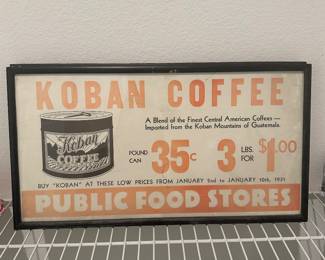 KOBAN COFFEE
A Blend of the Finest Central American Coffees —
Imported from the Koban Mountains of Guatemala.
Koban
COFFEE
POUND CAN 35c 3 LBS. FOR $1.00
BUY "KOBAN" AT THESE LOW PRICES FROM JANUARY 2nd to JANUARY 10th, 1931
PUBLIC FOOD STORES